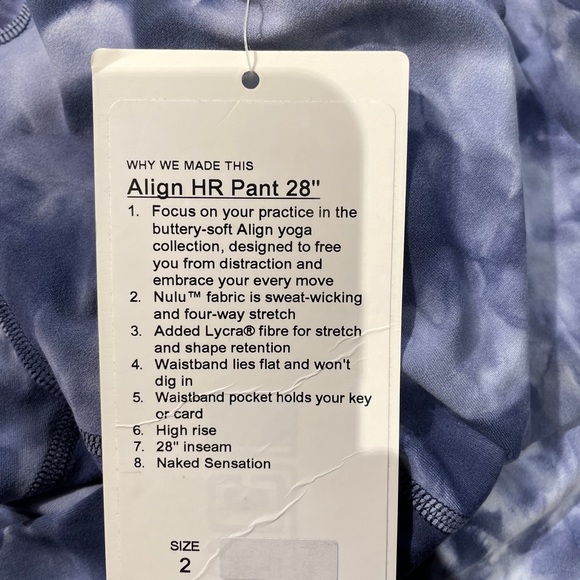 WHY WE MADE THIS
Align HR Pant 28"
1. Focus on your practice in the
buttery-soft Align yoga
collection, designed to free
you from distraction and
embrace your every move
2. Nulu™ fabric is sweat-wicking
and four-way stretch
3. Added Lycra® fibre for stretch
and shape retention
4. Waistband lies flat and won't
dig in
5. Waistband pocket holds your key
or card
6. High rise
7. 28" inseam
8. Naked Sensation
SIZE
2